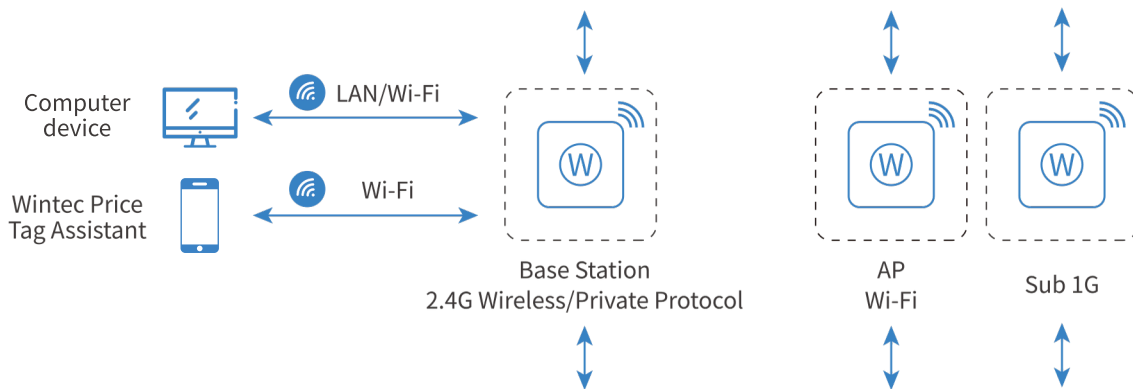 Computer
device
LAN/Wi-Fi
Wintec Price
Tag Assistant
Wi-Fi
W
Base Station
2.4G Wireless/Private Protocol
W
AP
Wi-Fi
W
Sub 1G